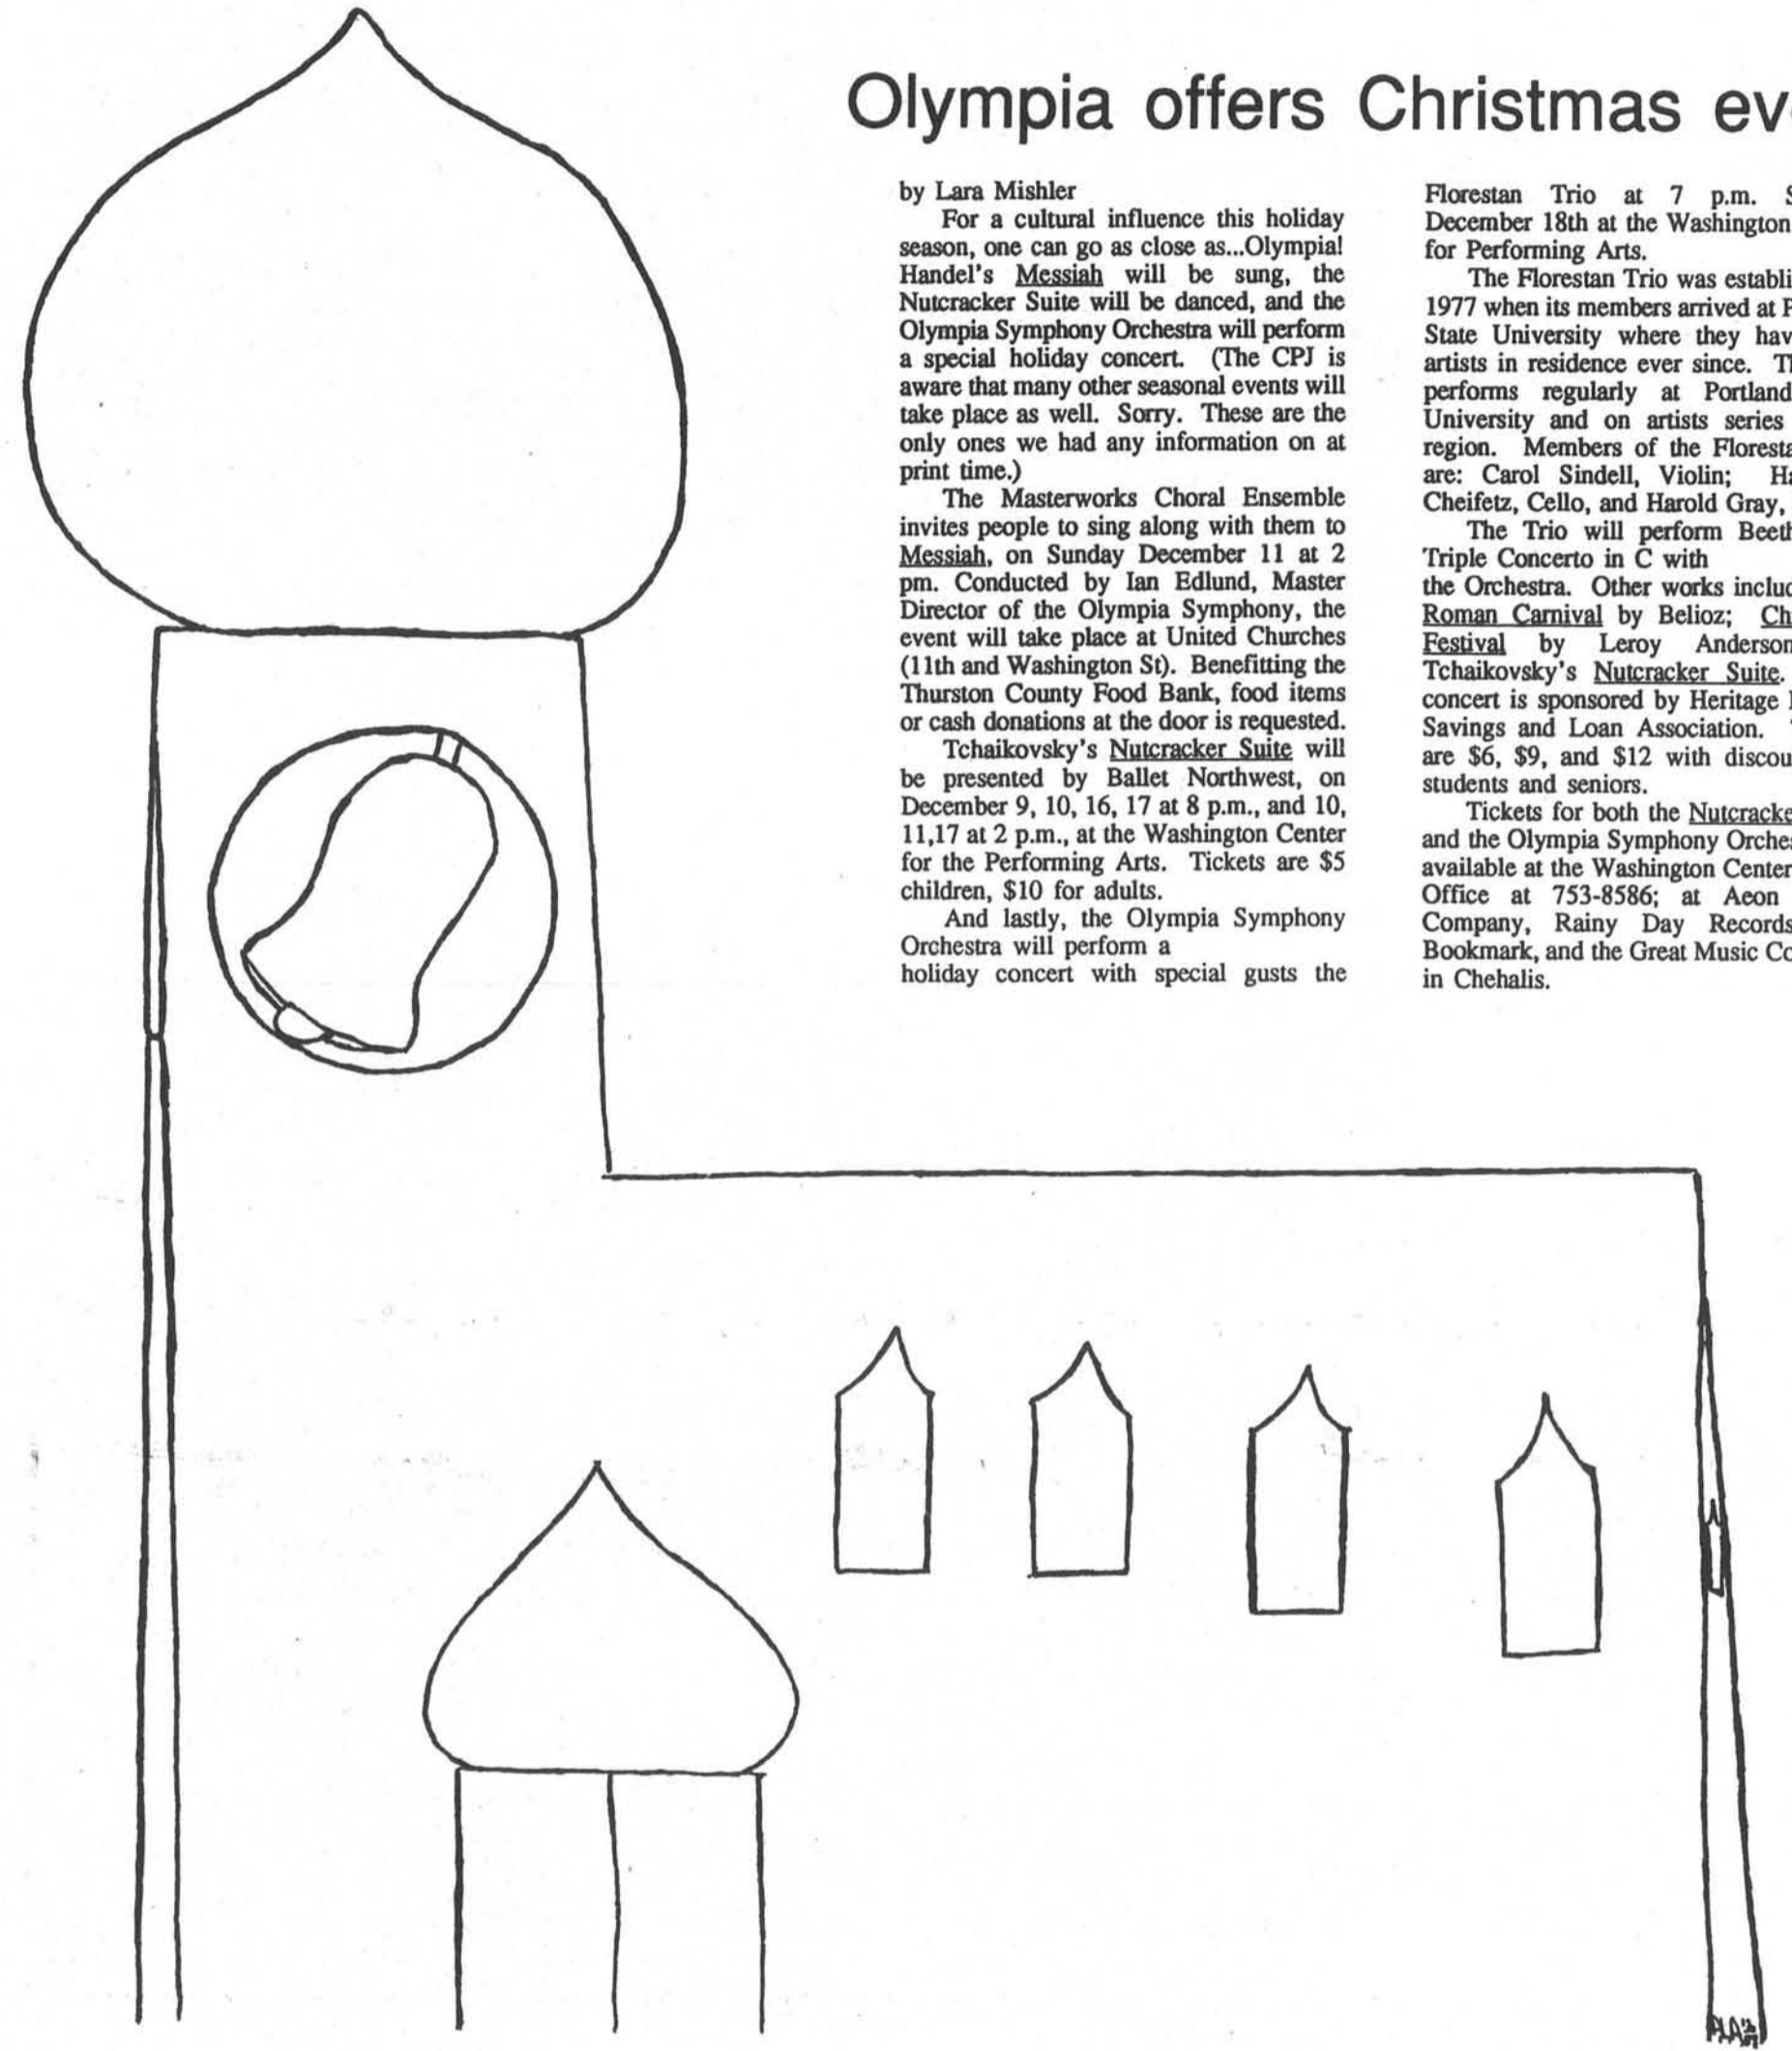 Olympia offers Christmas
by Lara Mishler
For a cultural influence this holiday
season, one can go as close as...Olympia!
Handel's Messiah will be sung, the
Nutcracker Suite will be danced, and the
Olympia Symphony Orchestra will perform
a special holiday concert. (The CPJ is
aware that many other seasonal events will
take place as well. Sorry. These are the
only ones we had any information on at
print time.)
The Masterworks Choral Ensemble
invites people to sing along with them to
Messiah, on Sunday December 11 at 2
pm. Conducted by Ian Edlund, Master
Director of the Olympia Symphony, the
event will take place at United Churches
(11th and Washington St). Benefitting the
Thurston County Food Bank, food items
or cash donations at the door is requested.
Tchaikovsky's Nutcracker Suite will
be presented by Ballet Northwest, on
December 9, 10, 16, 17 at 8 p.m., and 10,
11,17 at 2 p.m., at the Washington Center
for the Performing Arts. Tickets are $5
children, $10 for adults.
And lastly, the Olympia Symphony
Orchestra will perform a
holiday concert with special gusts the
Florestan Trio at 7 p.m.
December 18th at the Washington
for Performing Arts.
The Florestan Trio was
1977 when its members arrived at
State University where they
artists in residence ever since.
performs regularly at Portland
University and on artists series
region. Members of the
are: Carol Sindell, Violin;
Cheifetz, Cello, and Harold Gray,
The Trio will perform
Triple Concerto in C with
the Orchestra. Other works
Roman Carnival by Belioz;
Festival by Leroy Anderson
Tchaikovsky's Nutcracker Suite.
concert is sponsored by Heritage
Savings and Loan Association.
are $6, $9, and $12 with
students and seniors.
Tickets for both the
and the Olympia Symphony
available at the Washington Center
Office at 753-8586; at Aeon
Company, Rainy Day Records
Bookmark, and the Great Music
in Chehalis.